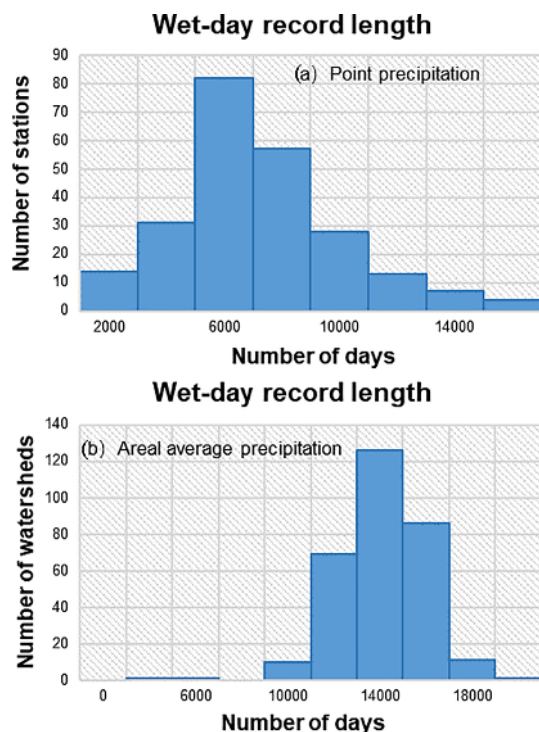 Wet-day record length
(a) Point precipitation
Number of stations
90
80
70
60
50
40
30
20
10
0
2000 6000 10000 14000
Number of days
Wet-day record length
(b) Areal average precipitation
Number of watersheds
140
120
100
80
60
40
20
0
0 6000 10000 14000 18000
Number of days